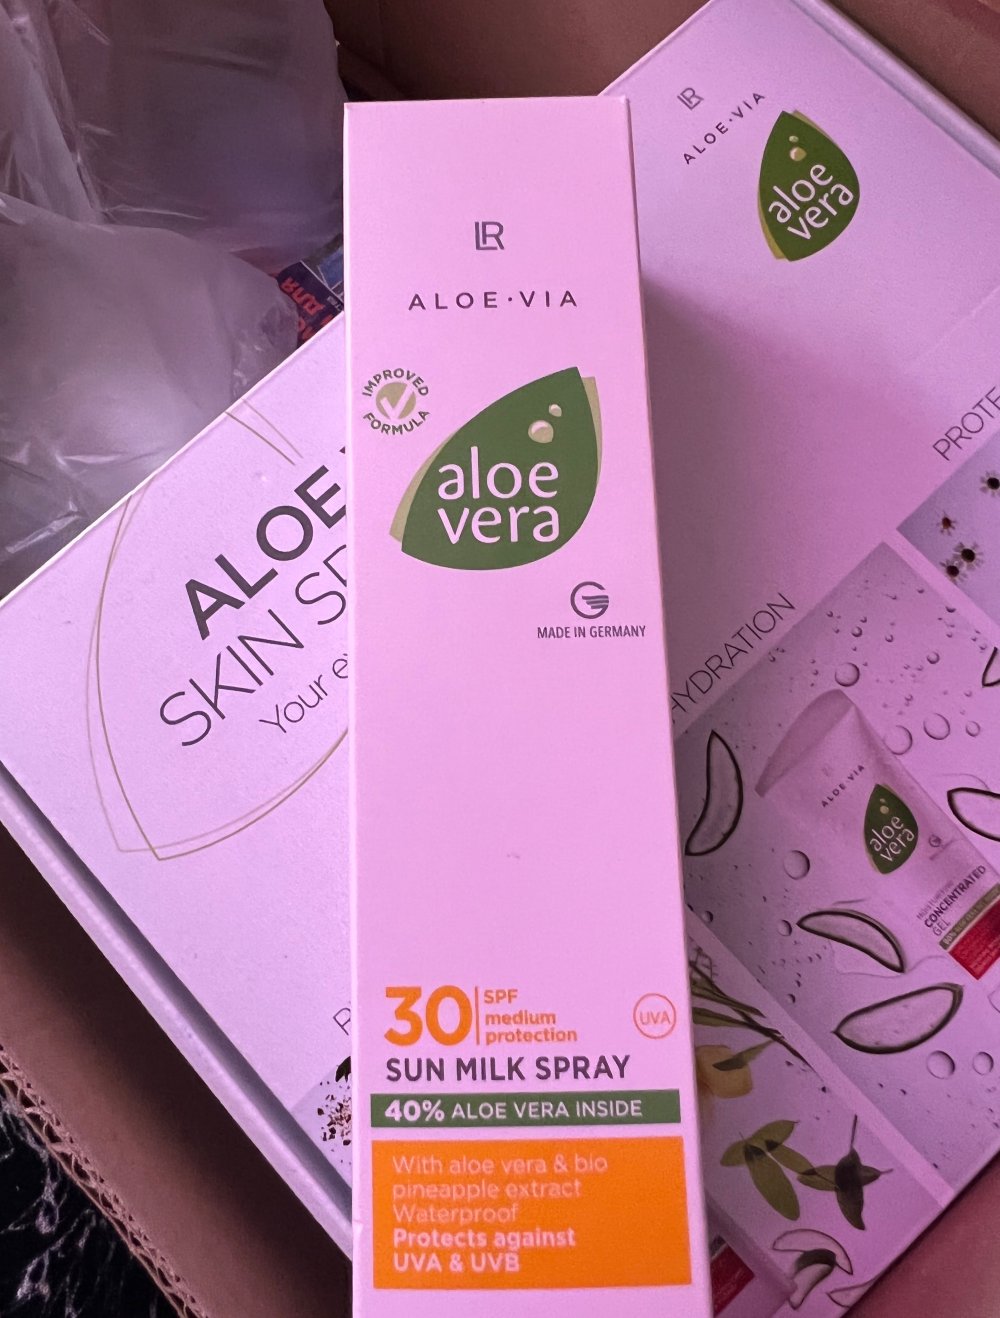 LR
ALOE·VIA
IMPROVED
FORMULA
aloe
vera
MADE IN GERMANY
30
SPF
medium
protection
UVA
SUN MILK SPRAY
40% ALOE VERA INSIDE
With aloe vera & bio
pineapple extract
Waterproof
Protects against
UVA & UVB
LR
ALOE·VIA
aloe
vera
ALOE
SKIN
Your
HYDRATION
PROTE
ALOE·VIA
aloe
vera
CONCENTRATED
GEL
ДЛЯ